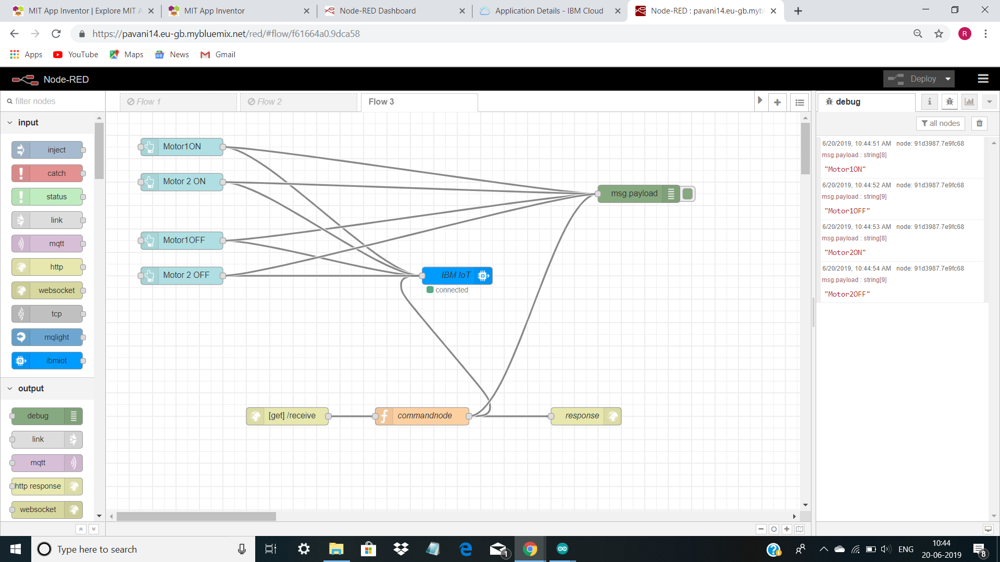 MIT App Inventor | Explore MIT A
MIT App Inventor
Node-RED Dashboard
Application Details - IBM Cloud
Node-RED : pavani14.eu-gb.myb
https://pavani14.eu-gb.mybluemix.net/red/#flow/f61664a0.9dca58
R
Apps
YouTube
Maps
News
Gmail
Node-RED
Deploy
filter nodes
Flow 1
Flow 2
Flow 3
debug
i
all nodes
input
inject
catch
status
link
mqtt
http
websocket
tcp
mqlight
ibmiot
output
debug
link
mqtt
http response
websocket
Motor1ON
Motor 2 ON
Motor1OFF
Motor 2 OFF
msg.payload
IBM IoT
connected
[get] /receive
f
commandnode
response
6/20/2019, 10:44:51 AM node: 91d3987.7e9fc68
msg.payload : string[8]
"Motor1ON"
6/20/2019, 10:44:52 AM node: 91d3987.7e9fc68
msg.payload : string[9]
"Motor1OFF"
6/20/2019, 10:44:53 AM node: 91d3987.7e9fc68
msg.payload : string[8]
"Motor2ON"
6/20/2019, 10:44:54 AM node: 91d3987.7e9fc68
msg.payload : string[9]
"Motor2OFF"
Type here to search
1
ENG
10:44
20-06-2019
8